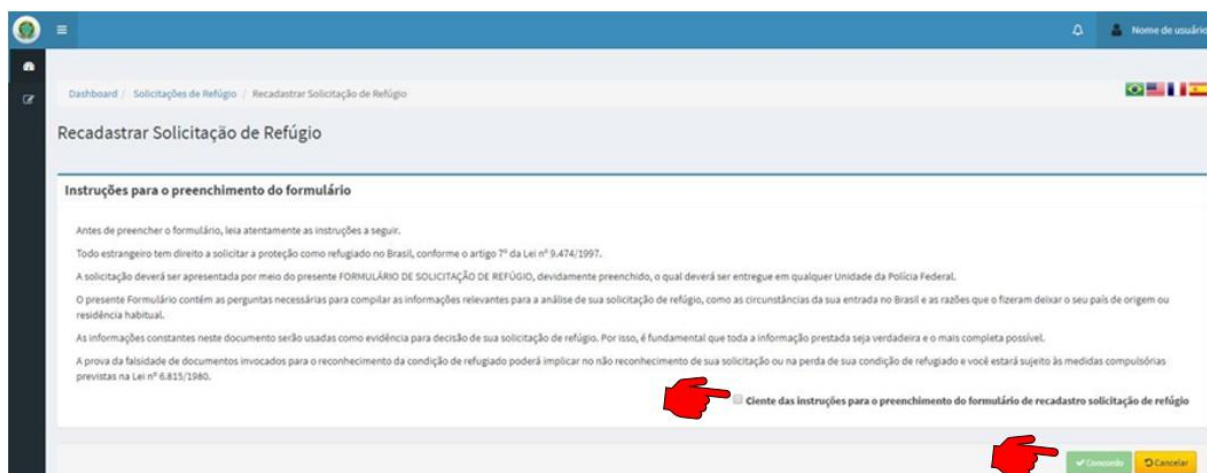 Nome de usuário
Dashboard / Solicitações de Refúgio / Recadastrar Solicitação de Refúgio
Recadastrar Solicitação de Refúgio
Instruções para o preenchimento do formulário
Antes de preencher o formulário, leia atentamente as instruções a seguir.
Todo estrangeiro tem direito a solicitar a proteção como refugiado no Brasil, conforme o artigo 7º da Lei nº 9.474/1997.
A solicitação deverá ser apresentada por meio do presente FORMULÁRIO DE SOLICITAÇÃO DE REFÚGIO, devidamente preenchido, o qual deverá ser entregue em qualquer Unidade da Polícia Federal.
O presente Formulário contém as perguntas necessárias para compilar as informações relevantes para a análise de sua solicitação de refúgio, como as circunstâncias da sua entrada no Brasil e as razões que o fizeram deixar o seu país de origem ou
residência habitual.
As informações constantes neste documento serão usadas como evidência para decisão de sua solicitação de refúgio. Por isso, é fundamental que toda a informação prestada seja verdadeira e o mais completa possível.
A prova da falsidade de documentos invocados para o reconhecimento da condição de refugiado poderá implicar no não reconhecimento de sua solicitação ou na perda de sua condição de refugiado e você estará sujeito às medidas compulsórias
previstas na Lei nº 6.815/1980.
Ciente das instruções para o preenchimento do formulário de recadastro solicitação de refúgio
Concordo Cancelar